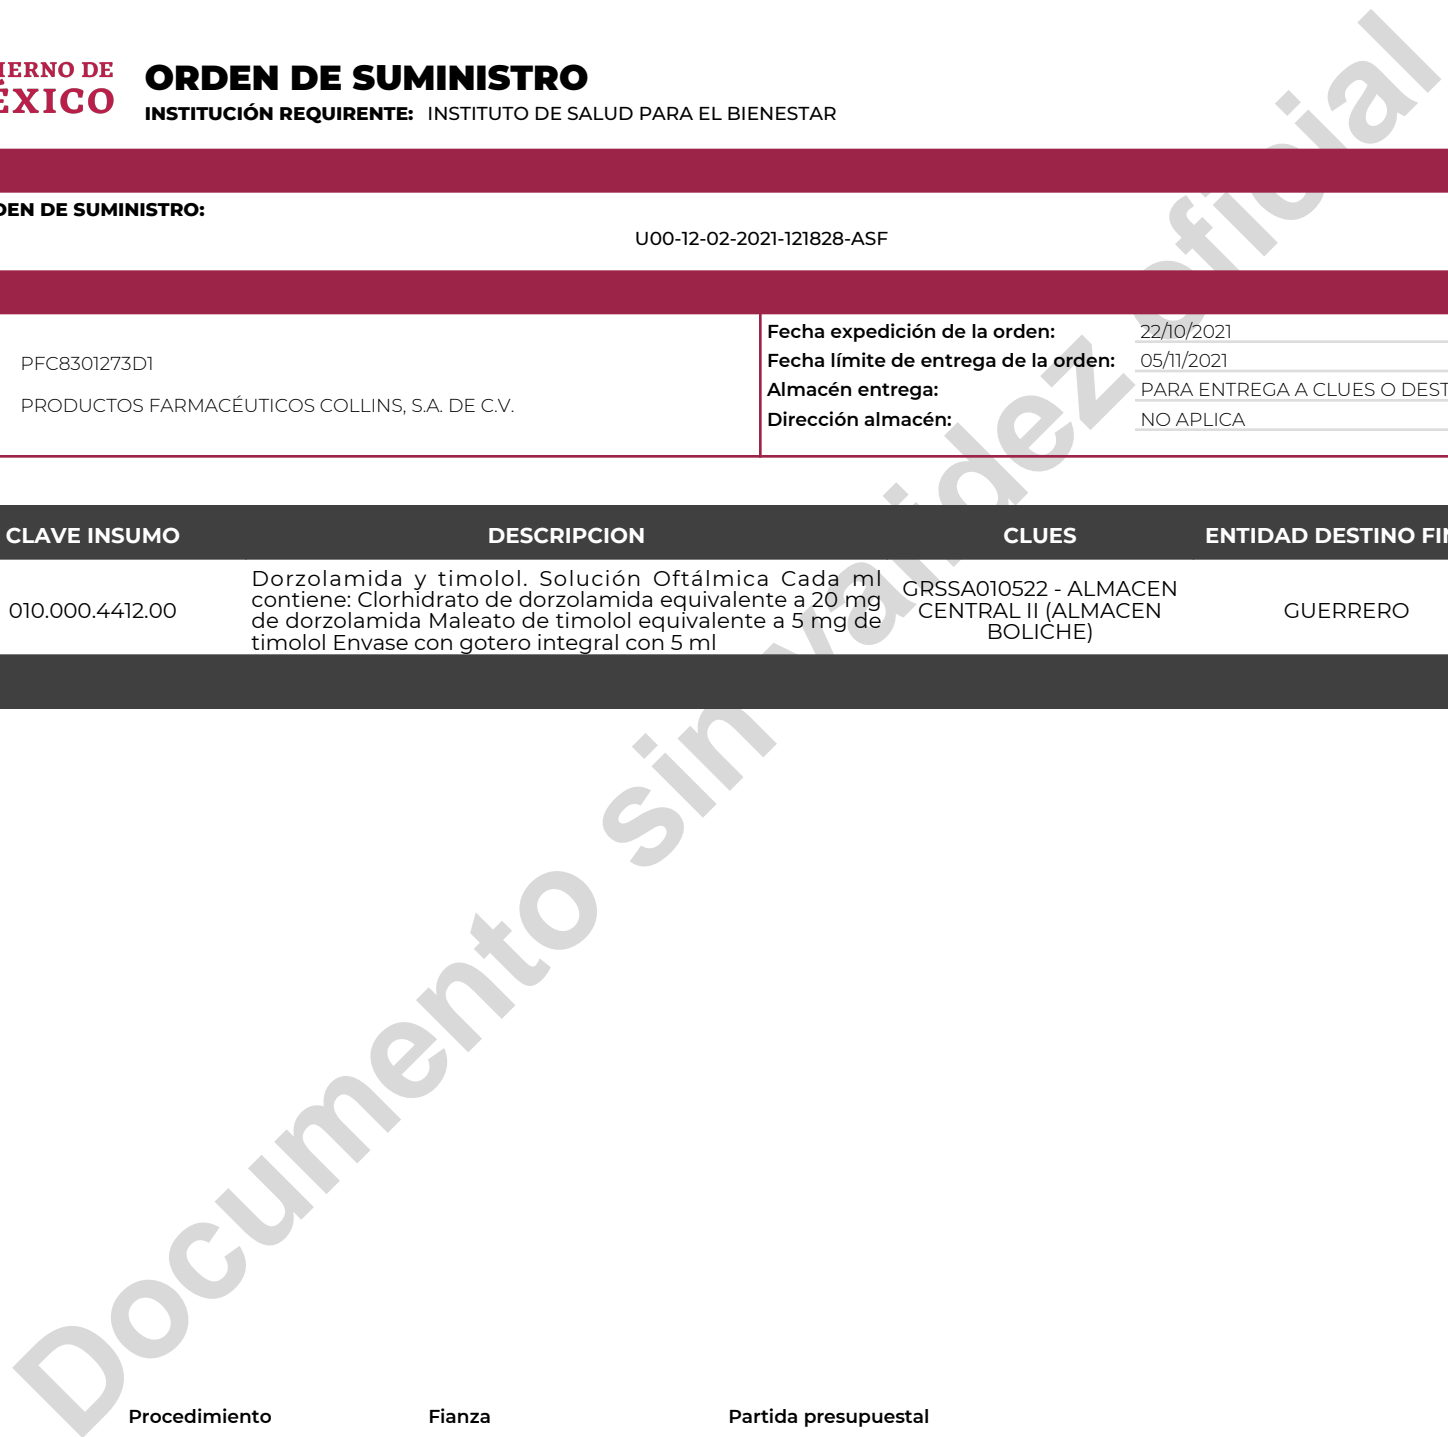 IERNO DE
ÉXICO
ORDEN DE SUMINISTRO
INSTITUCIÓN REQUIRENTE: INSTITUTO DE SALUD PARA EL BIENESTAR
DEN DE SUMINISTRO:
U00-12-02-2021-121828-ASF
PFC8301273D1
PRODUCTOS FARMACÉUTICOS COLLINS, S.A. DE C.V.
Fecha expedición de la orden: 22/10/2021
Fecha límite de entrega de la orden: 05/11/2021
Almacén entrega: PARA ENTREGA A CLUES O DEST
Dirección almacén: NO APLICA
CLAVE INSUMO DESCRIPCION CLUES ENTIDAD DESTINO FIN
010.000.4412.00
Dorzolamida y timolol. Solución Oftálmica Cada ml
contiene: Clorhidrato de dorzolamida equivalente a 20 mg
de dorzolamida Maleato de timolol equivalente a 5 mg de
timolol Envase con gotero integral con 5 ml
GRSSA010522 - ALMACEN
CENTRAL II (ALMACEN
BOLICHE)
GUERRERO
Documento sin validez oficial
Procedimiento Fianza Partida presupuestal